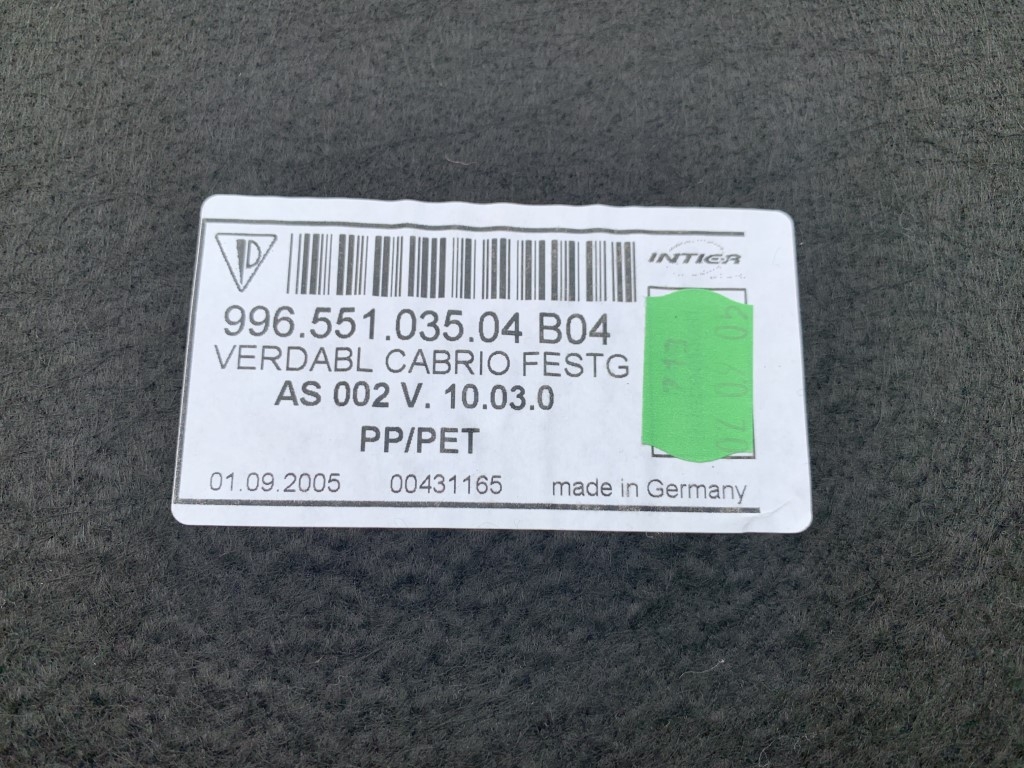 INTIER
996.551.035.04 B04
VERDABL CABRIO FESTG
AS 002 V. 10.03.0
PP/PET
01.09.2005 00431165 made in Germany
713